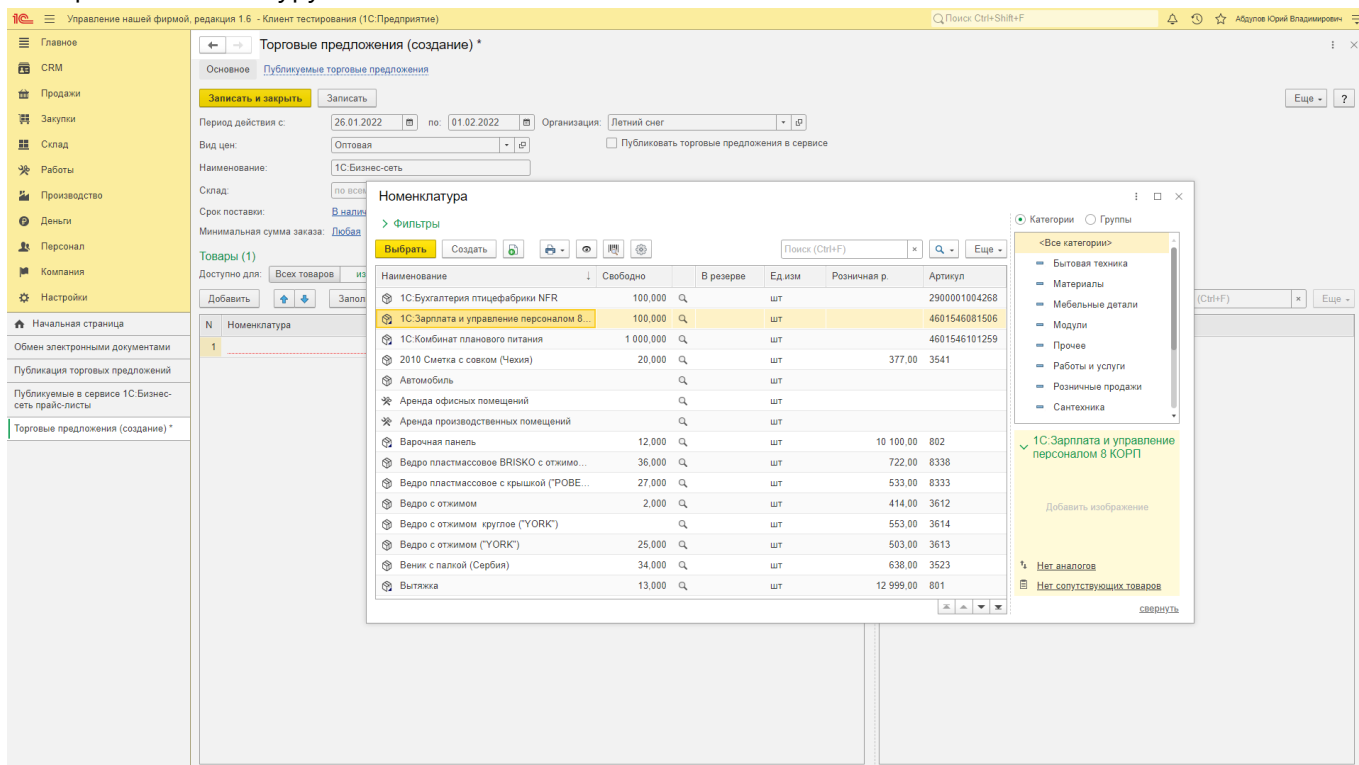 1С Управление нашей фирмой, редакция 1.6 - Клиент тестирования (1С:Предприятие) Поиск Ctrl+Shift+F Абдулов Юрий Владимирович
Главное
CRM
Продажи
Закупки
Склад
Работы
Производство
Деньги
Персонал
Компания
Настройки
Начальная страница
Обмен электронными документами
Публикация торговых предложений
Публикуемые в сервисе 1С:Бизнес-
сеть прайс-листы
Торговые предложения (создание) *
Торговые предложения (создание) *
Основное Публикуемые торговые предложения
Записать и закрыть Записать Еще ?
Период действия с: 26.01.2022 по: 01.02.2022 Организация: Летний снег
Вид цен: Оптовая Публиковать торговые предложения в сервисе
Наименование: 1С:Бизнес-сеть
Склад: по всем
Срок поставки: В налич
Минимальная сумма заказа: Любая
Товары (1)
Доступно для: Всех товаров из
Добавить Запол (Ctrl+F) × Еще
N Номенклатура
1
Номенклатура
Фильтры
Выбрать Создать Поиск (Ctrl+F) × Еще
Наименование ↓ Свободно В резерве Ед.изм Розничная р. Артикул
1С:Бухгалтерия птицефабрики NFR 100,000 шт 2900001004268
1С:Зарплата и управление персоналом 8... 100,000 шт 4601546081506
1С:Комбинат планового питания 1 000,000 шт 4601546101259
2010 Сметка с совком (Чехия) 20,000 шт 377,00 3541
Автомобиль шт
Аренда офисных помещений шт
Аренда производственных помещений шт
Варочная панель 12,000 шт 10 100,00 802
Ведро пластмассовое BRISKO с отжимо... 36,000 шт 722,00 8338
Ведро пластмассовое с крышкой ("POBE... 27,000 шт 533,00 8333
Ведро с отжимом 2,000 шт 414,00 3612
Ведро с отжимом круглое ("YORK") шт 553,00 3614
Ведро с отжимом ("YORK") 25,000 шт 503,00 3613
Веник с палкой (Сербия) 34,000 шт 638,00 3523
Вытяжка 13,000 шт 12 999,00 801
Категории Группы
<Все категории>
Бытовая техника
Материалы
Мебельные детали
Модули
Прочее
Работы и услуги
Розничные продажи
Сантехника
1С:Зарплата и управление
персоналом 8 КОРП
Добавить изображение
Нет аналогов
Нет сопутствующих товаров
свернуть